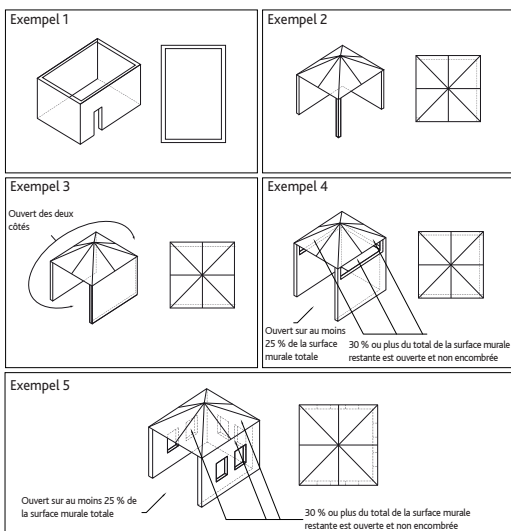 Exempel 1
Exempel 2
Exempel 3
Ouvert des deux
côtés
Exempel 4
Ouvert sur au moins
25 % de la surface
murale totale
30 % ou plus du total de la surface murale
restante est ouverte et non encombrée
Exempel 5
Ouvert sur au moins 25 % de
la surface murale totale
30 % ou plus du total de la surface murale
restante est ouverte et non encombrée